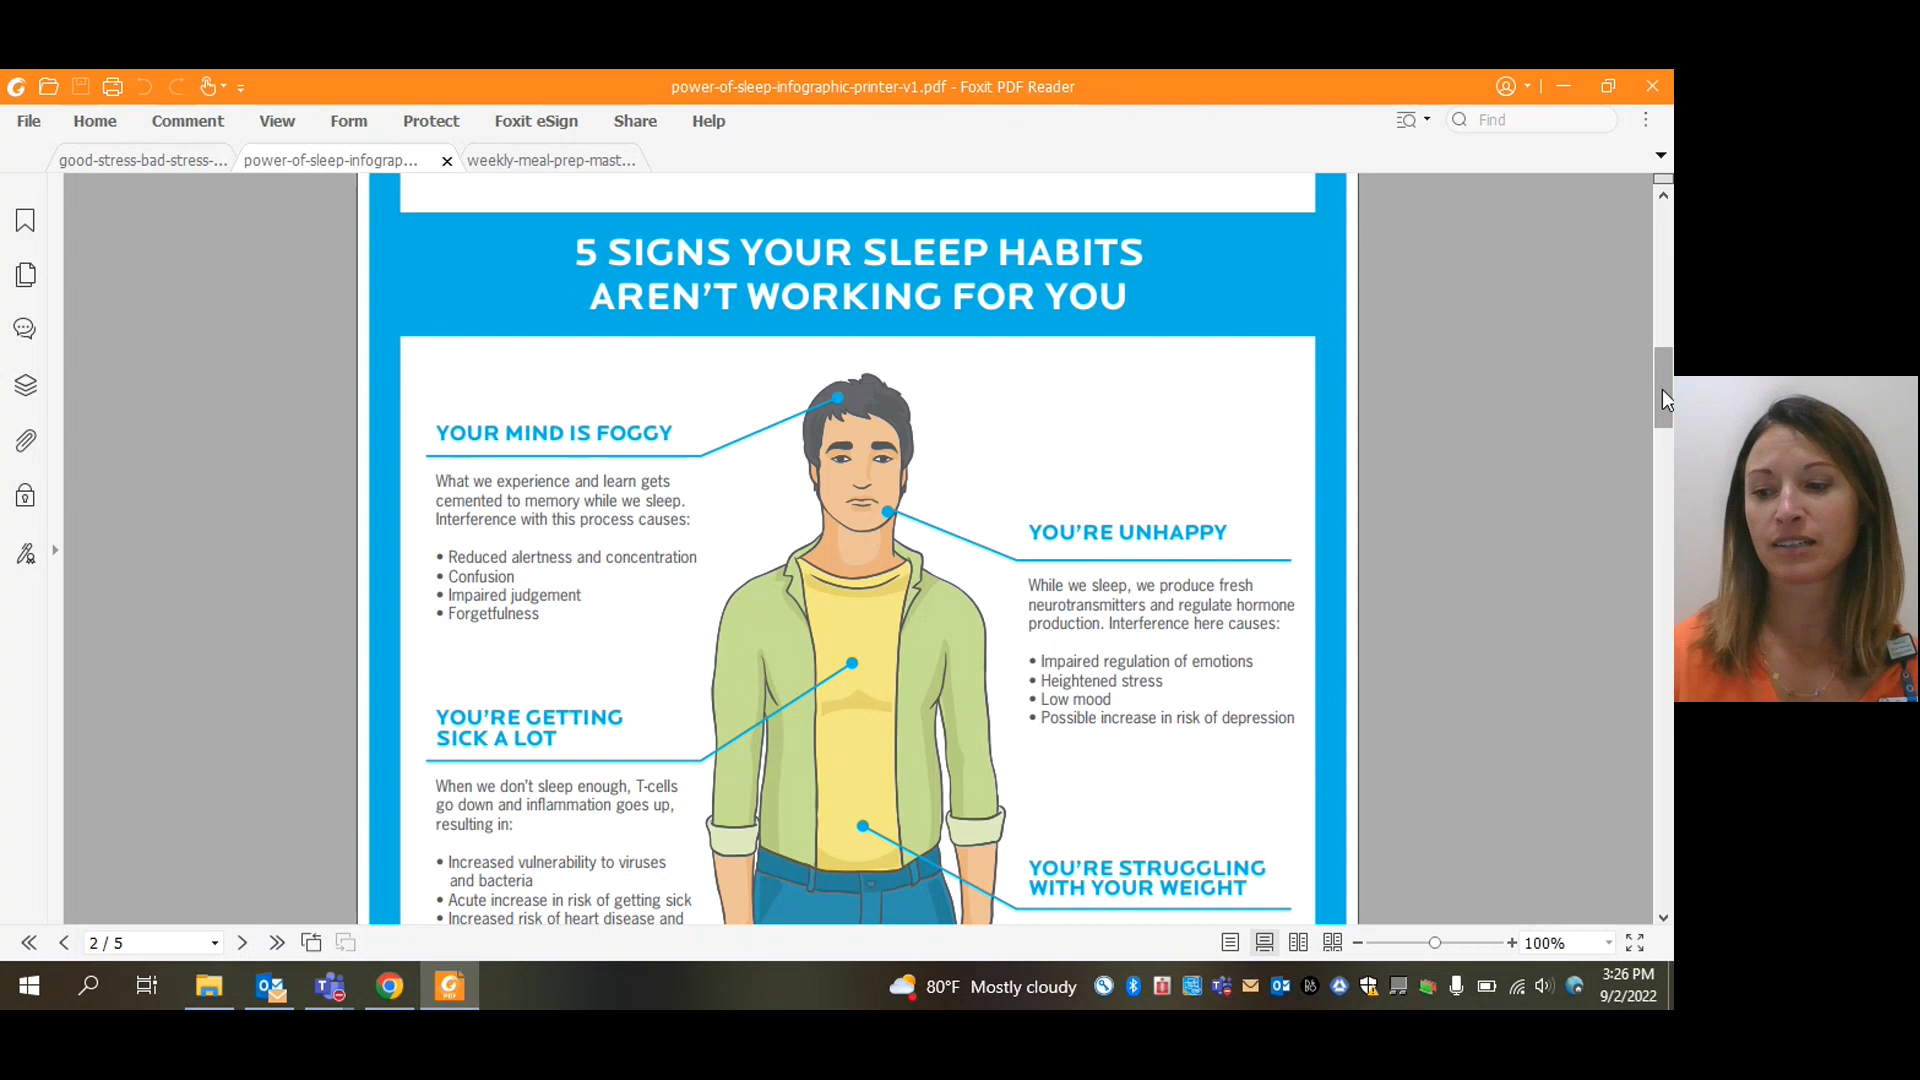 power-of-sleep-infographic-printer-v1.pdf - Foxit PDF Reader
File Home Comment View Form Protect Foxit eSign Share Help
Find
good-stress-bad-stress-... power-of-sleep-infograp... weekly-meal-prep-mast...
5 SIGNS YOUR SLEEP HABITS
AREN'T WORKING FOR YOU
YOUR MIND IS FOGGY
What we experience and learn gets
cemented to memory while we sleep.
Interference with this process causes:
• Reduced alertness and concentration
• Confusion
• Impaired judgement
• Forgetfulness
YOU'RE UNHAPPY
While we sleep, we produce fresh
neurotransmitters and regulate hormone
production. Interference here causes:
• Impaired regulation of emotions
• Heightened stress
• Low mood
• Possible increase in risk of depression
YOU'RE GETTING
SICK A LOT
When we don't sleep enough, T-cells
go down and inflammation goes up,
resulting in:
• Increased vulnerability to viruses
and bacteria
• Acute increase in risk of getting sick
• Increased risk of heart disease and
YOU'RE STRUGGLING
WITH YOUR WEIGHT
2 / 5
100%
80°F Mostly cloudy
3:26 PM
9/2/2022